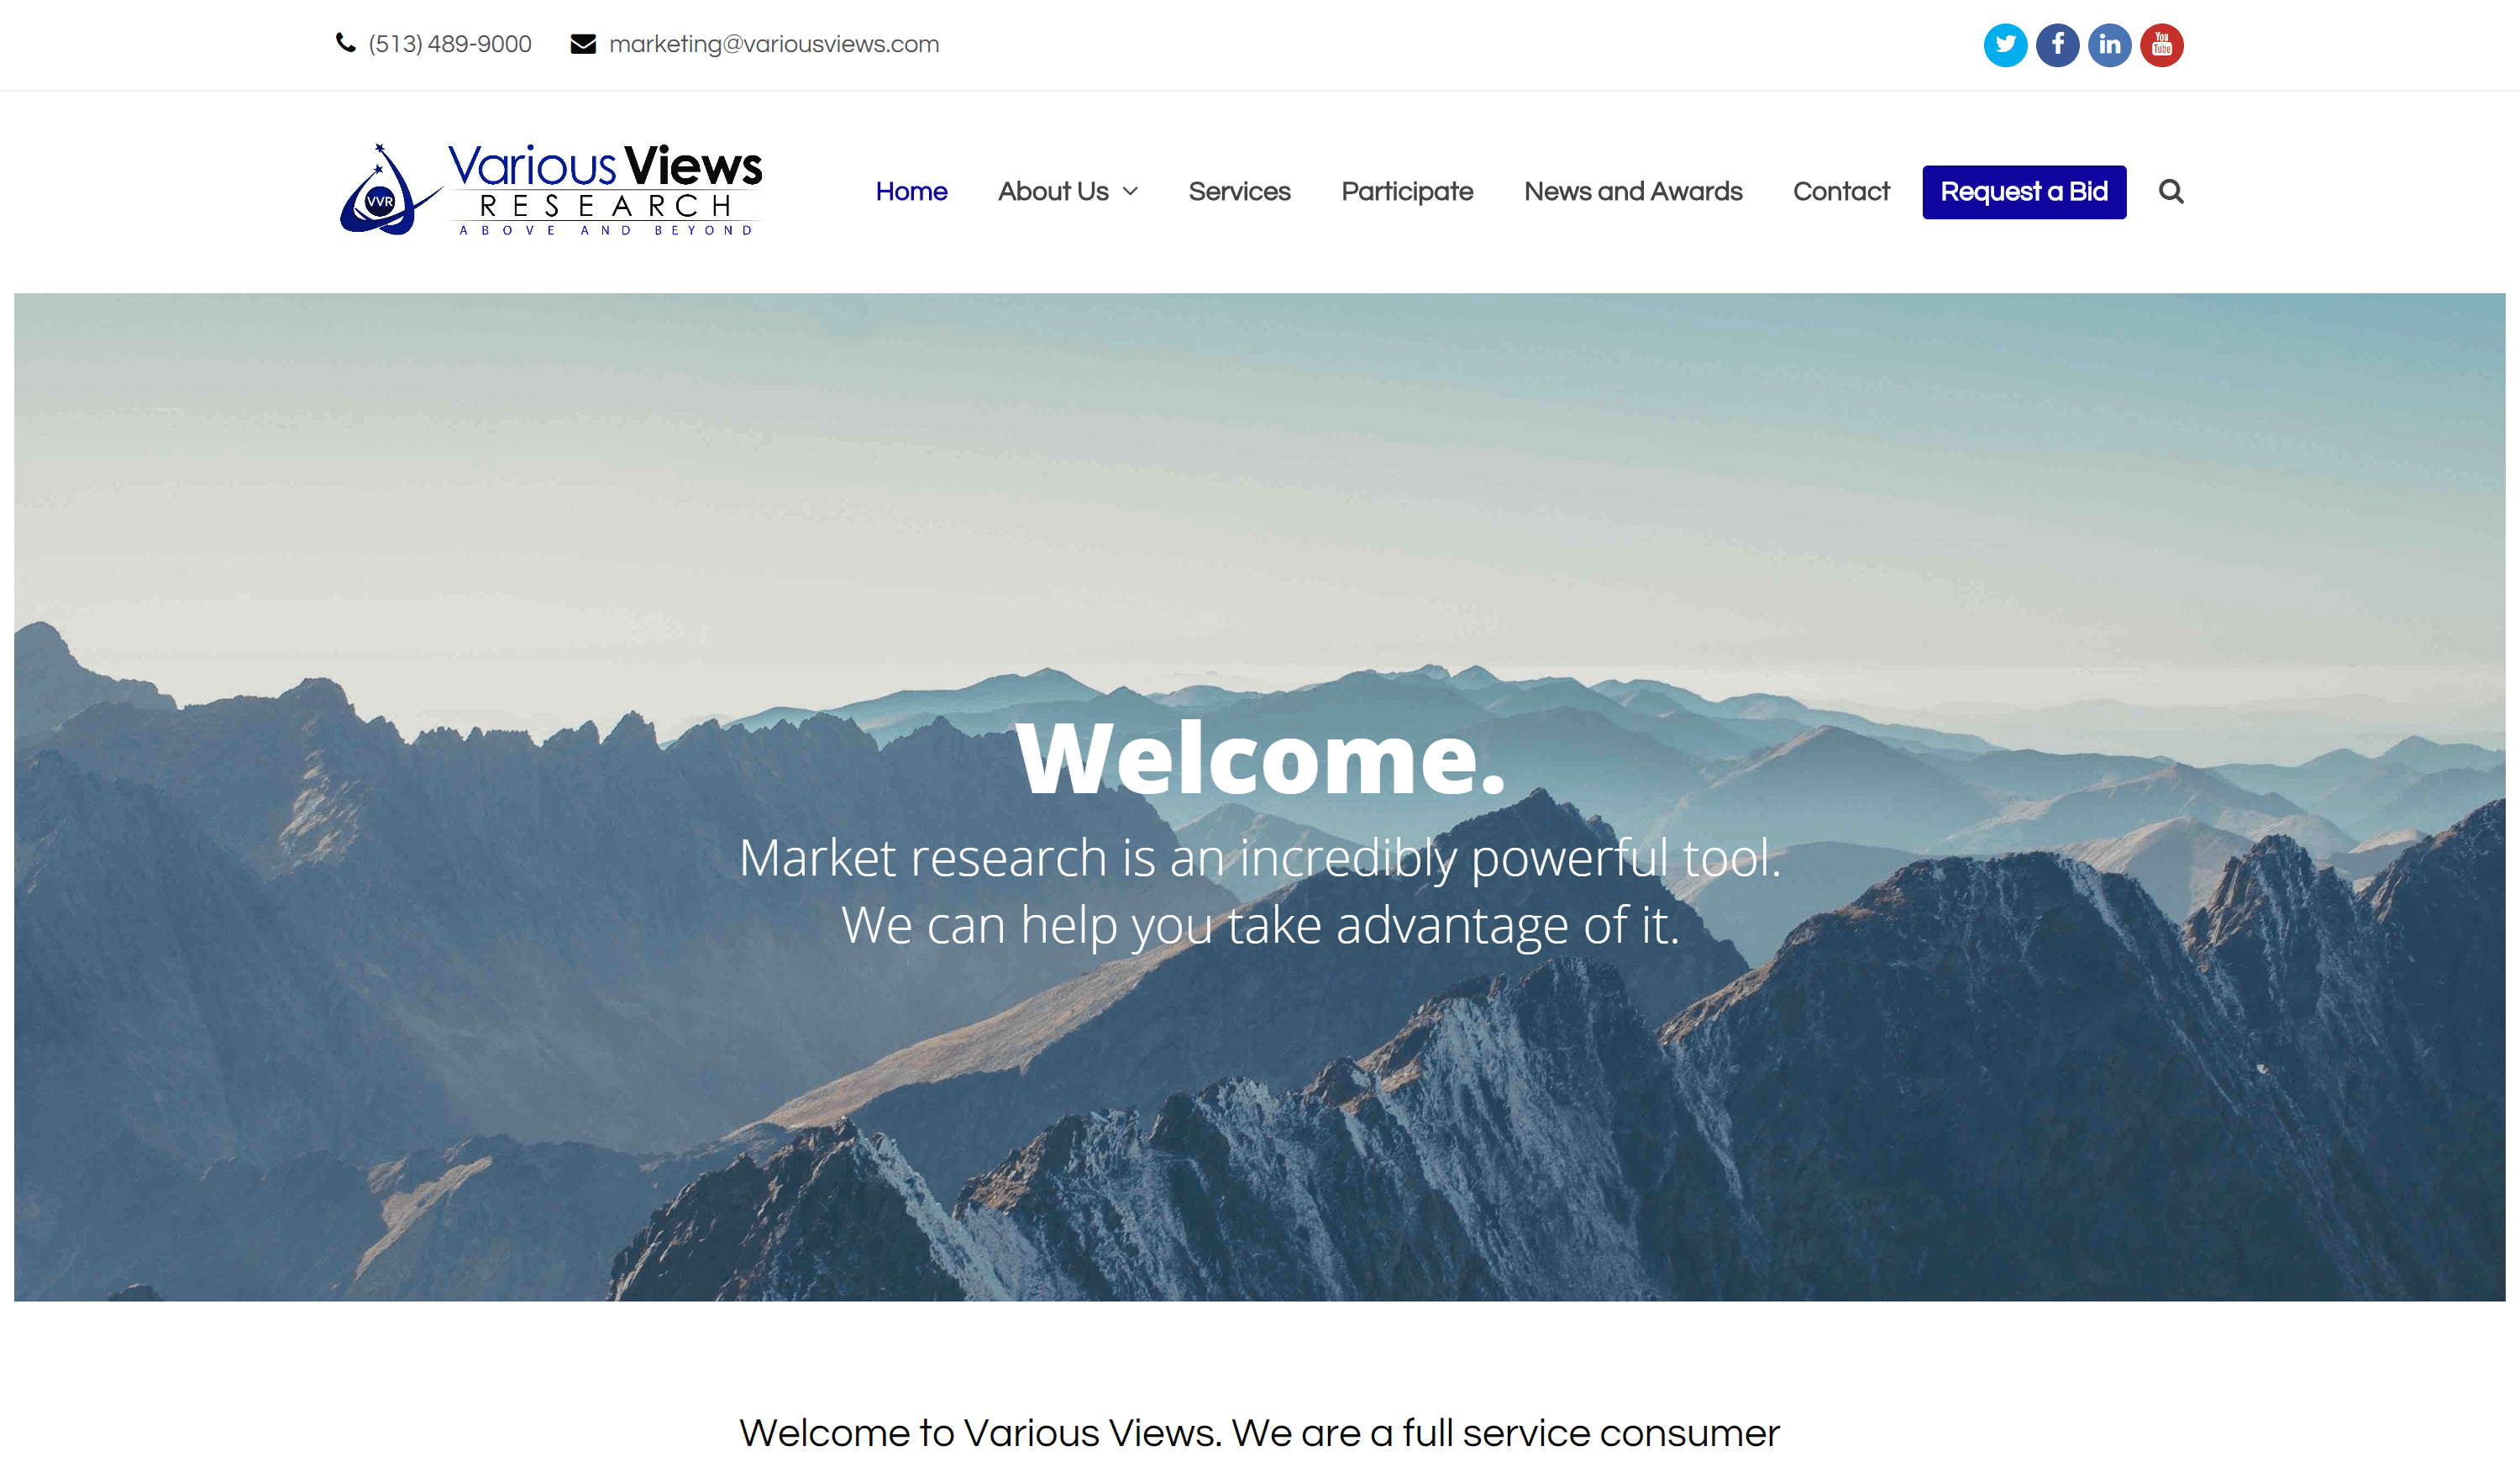 (513) 489-9000 marketing@variousviews.com
You
Tube
Various Views
RESEARCH
ABOVE AND BEYOND
VVR
Home About Us Services Participate News and Awards Contact Request a Bid
Welcome.
Market research is an incredibly powerful tool.
We can help you take advantage of it.
Welcome to Various Views. We are a full service consumer